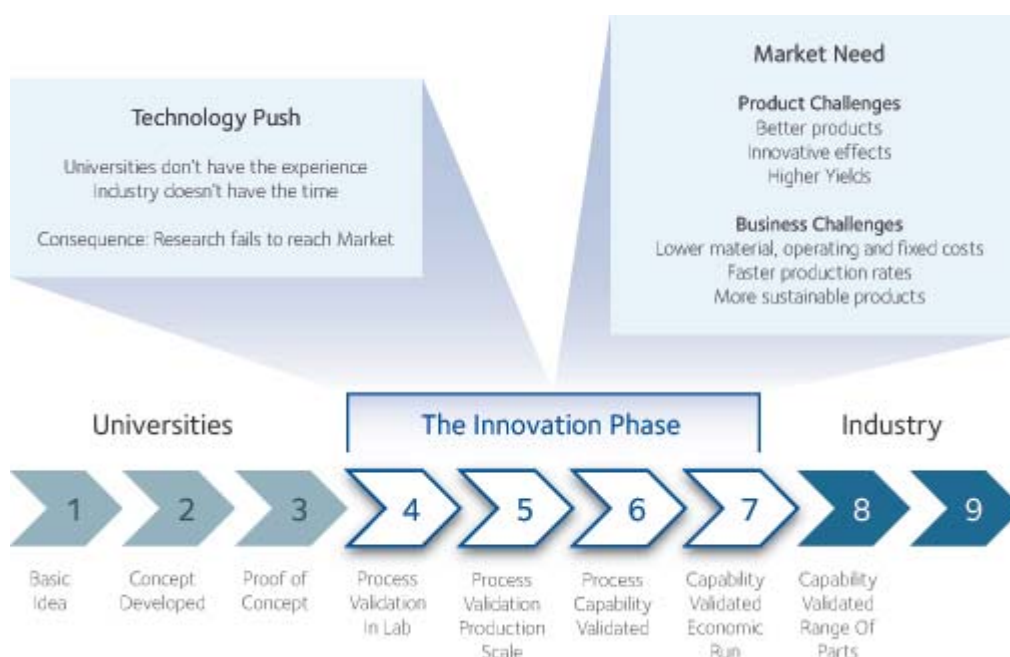 Technology Push
Universities don't have the experience
Industry doesn't have the time
Consequence: Research fails to reach Market
Market Need
Product Challenges
Better products
Innovative effects
Higher Yields
Business Challenges
Lower material, operating and fixed costs
Faster production rates
More sustainable products
Universities
The Innovation Phase
Industry
1
2
3
4
5
6
7
8
9
Basic
Idea
Concept
Developed
Proof of
Concept
Process
Validation
In Lab
Process
Validation
Production
Scale
Process
Capability
Validated
Capability
Validated
Economic
Run
Capability
Validated
Range Of
Parts